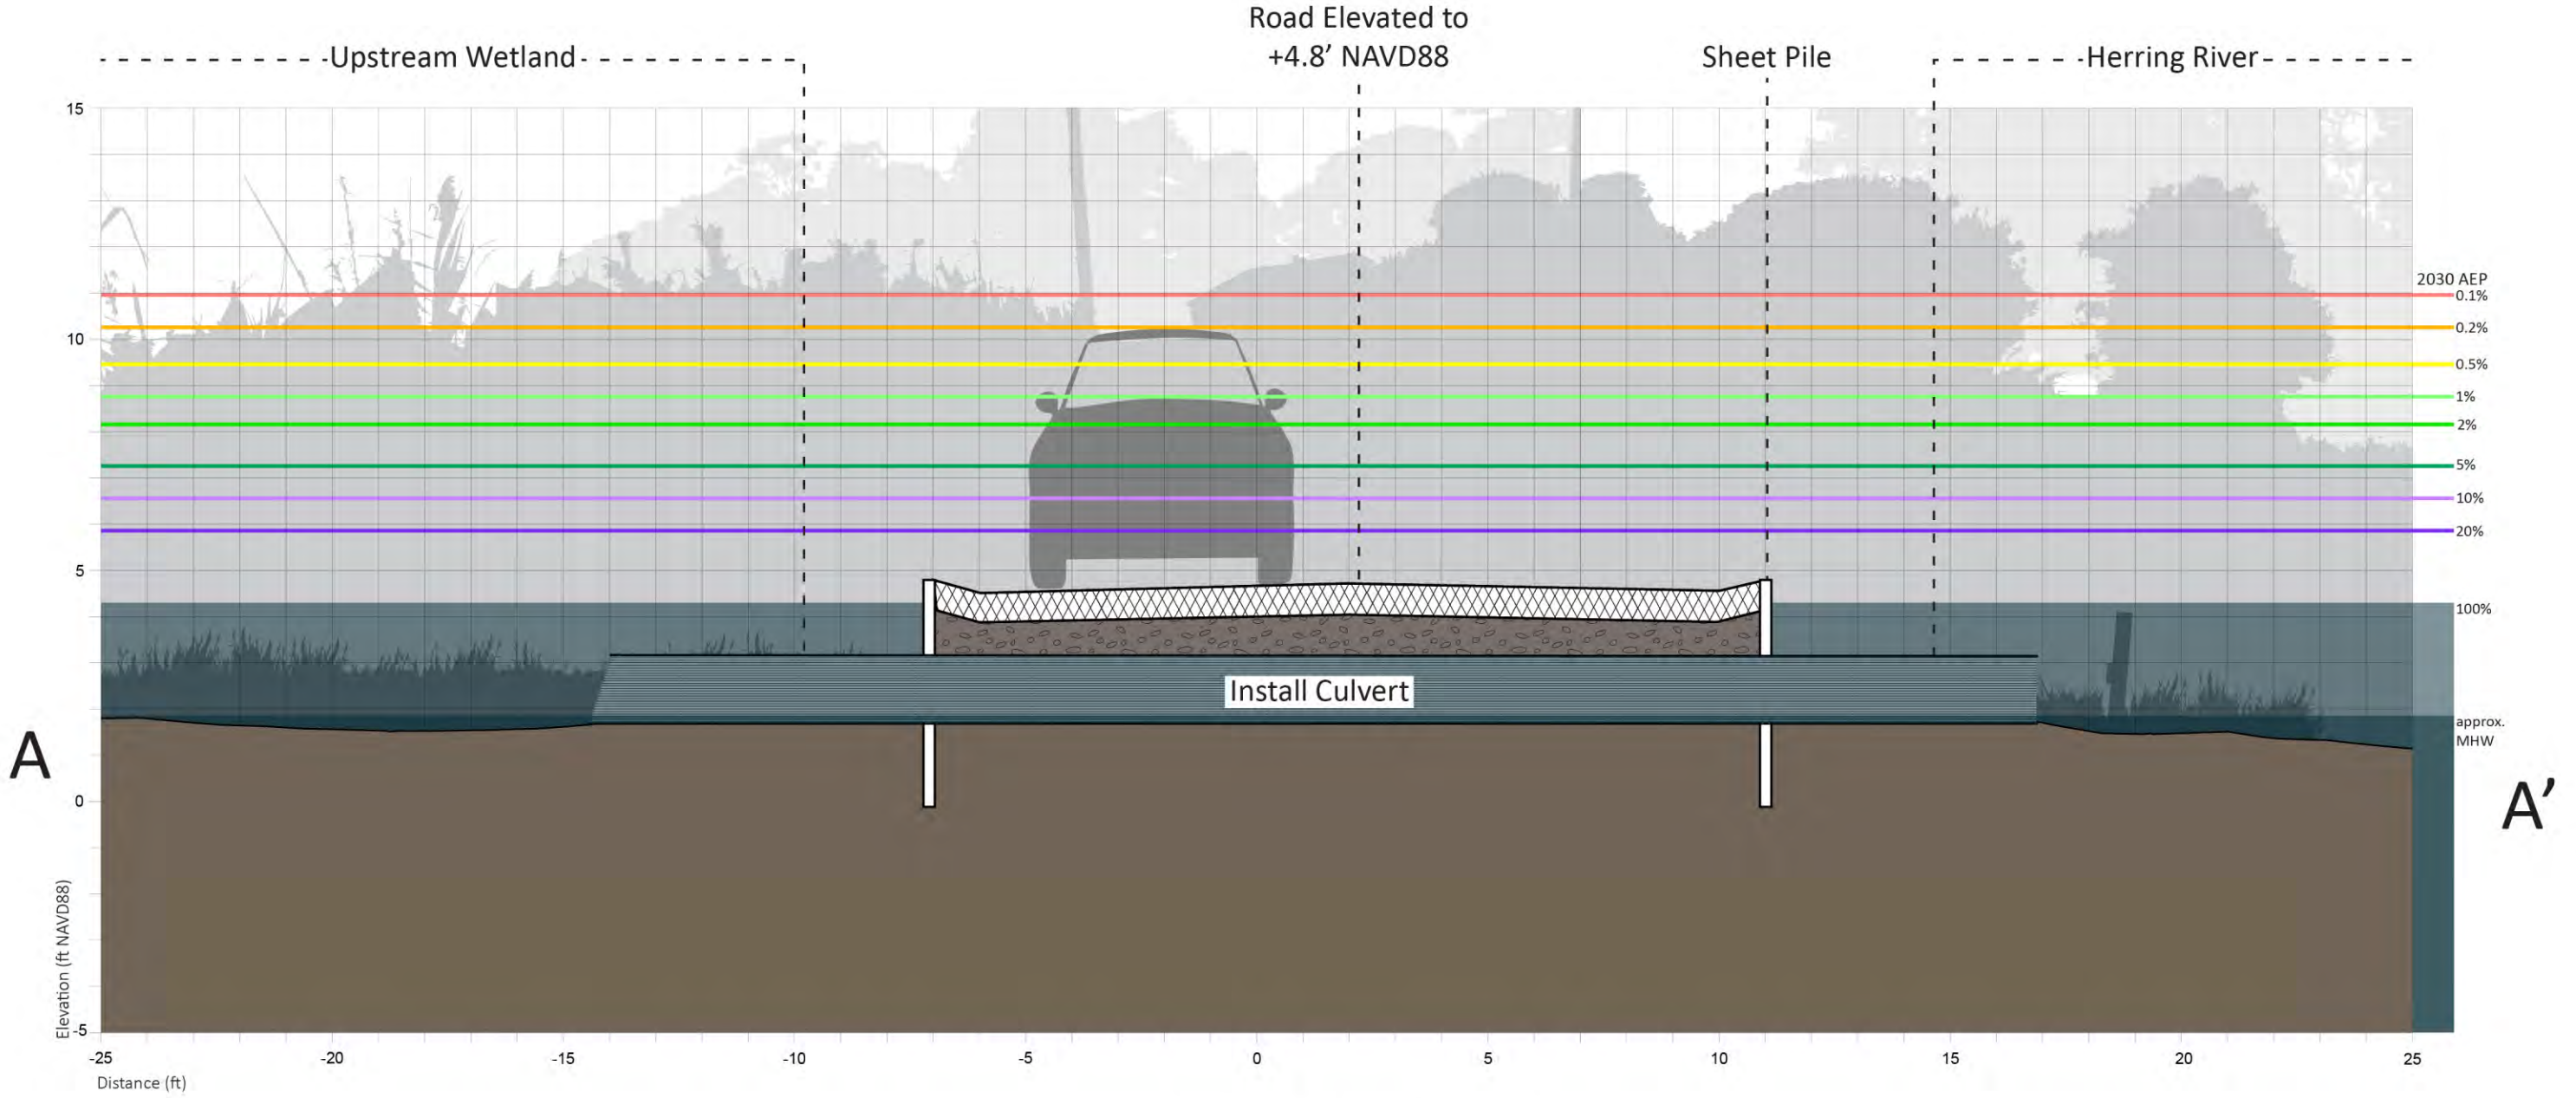 Road Elevated to
+4.8’ NAVD88
Upstream Wetland
Sheet Pile
Herring River
15
10
5
0
-5
Elevation (ft NAVD88)
2030 AEP
0.1%
0.2%
0.5%
1%
2%
5%
10%
20%
100%
approx.
MHW
Install Culvert
A
A’
-25 -20 -15 -10 -5 0 5 10 15 20 25
Distance (ft)